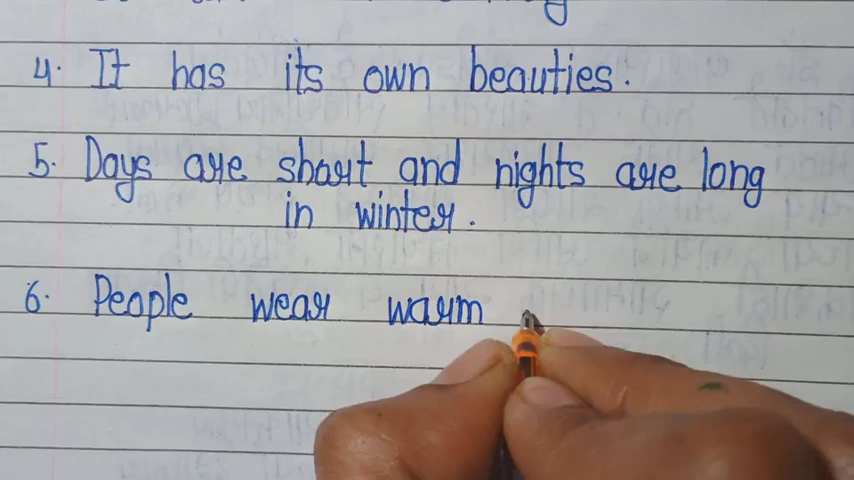 4. It has its own beauties.
5. Days are short and nights are long
in winter.
6. People wear warm